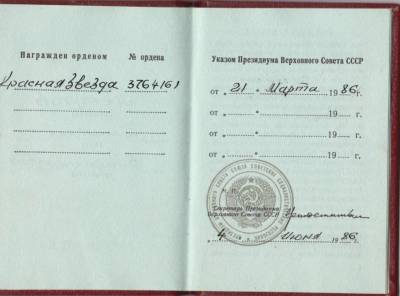 Награжден орденом № ордена
Красная Звезда 3764161
Указом Президиума Верховного Совета СССР
от „ 21 “ Марта 1986г.
от „ “ 19 г.
от „ “ 19 г.
от „ “ 19 г.
Секретарь Президиума
Верховного Совета СССР
„ 4 “ июня 1986.